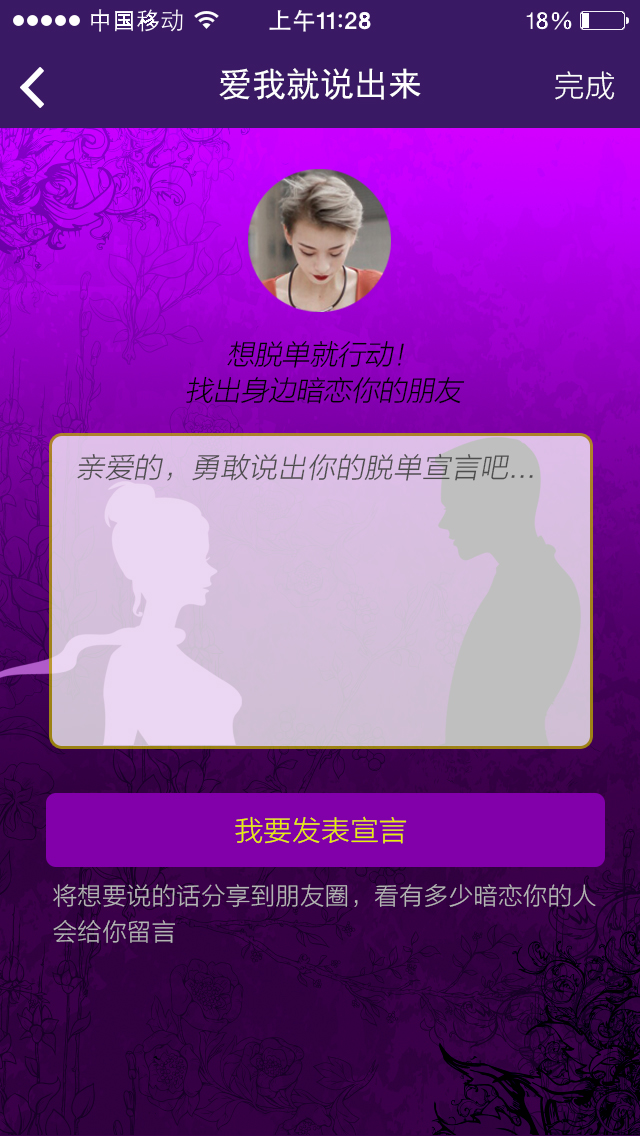 中国移动 上午11:28 18%
爱我就说出来 完成
想脱单就行动！
找出身边暗恋你的朋友
亲爱的，勇敢说出你的脱单宣言吧...
我要发表宣言
将想要说的话分享到朋友圈，看有多少暗恋你的人
会给你留言